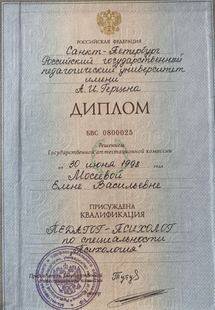 РОССИЙСКАЯ ФЕДЕРАЦИЯ
Санкт-Петербург
Российский государственный
педагогический университет
имени
А.И. Герцена
ДИПЛОМ
БВС 0800025
Решением
Государственной аттестационной комиссии
от 30 июня 1998 года
Елене Васильевне
ПРИСУЖДЕНА
КВАЛИФИКАЦИЯ
ПЕДАГОГ-ПСИХОЛОГ
по специальности
"Психология"